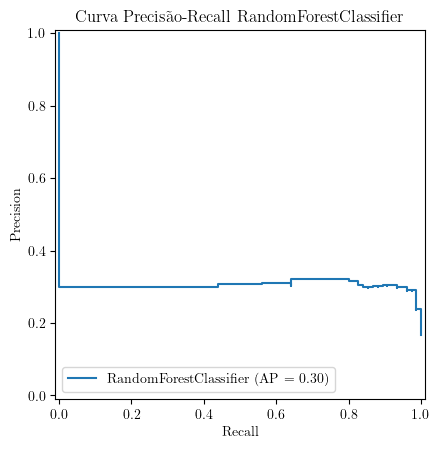 Curva Precisão-Recall RandomForestClassifier
1.0
0.8
0.6
0.4
0.2
0.0
Precision
RandomForestClassifier (AP = 0.30)
0.0 0.2 0.4 0.6 0.8 1.0
Recall